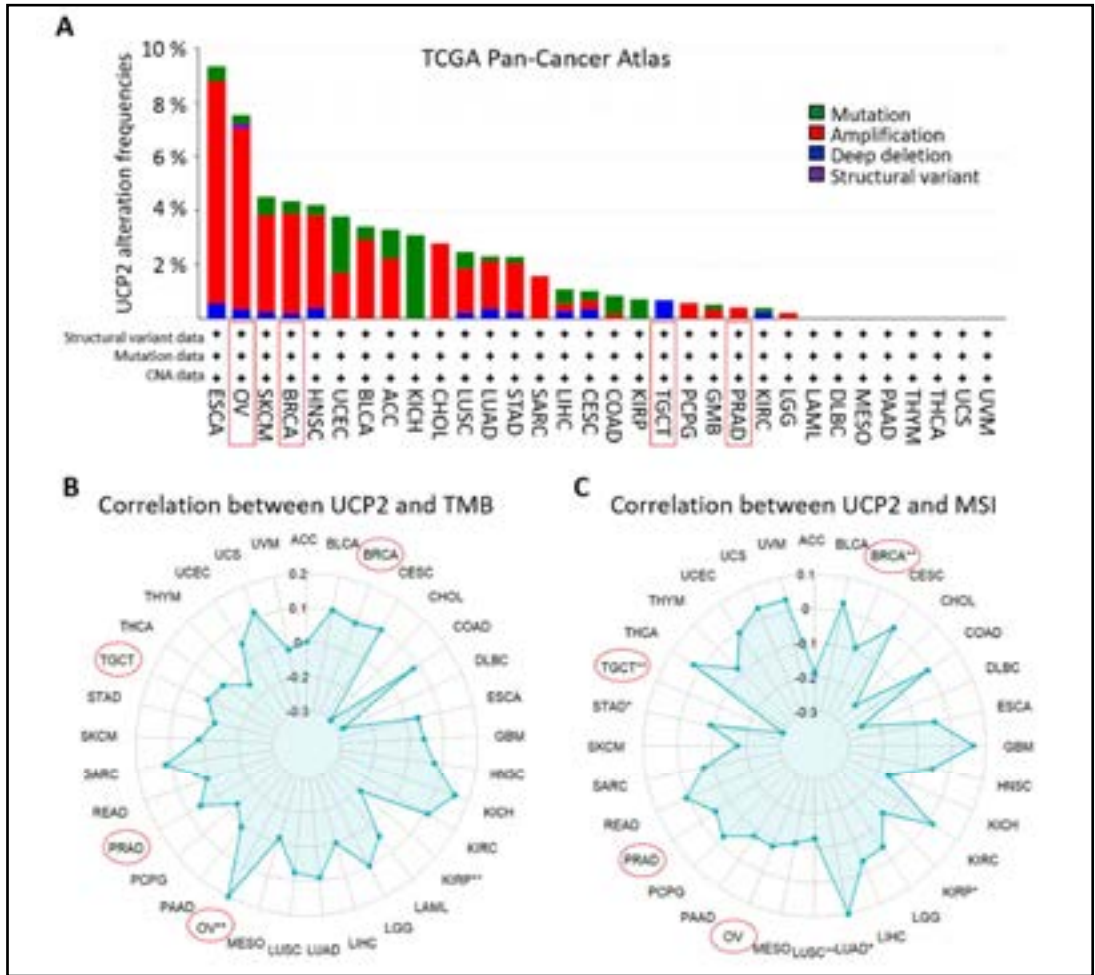 A
TCGA Pan-Cancer Atlas
UCP2 alteration frequencies
10 %
8 %
6 %
4 %
2 %
Mutation
Amplification
Deep deletion
Structural variant
Structural variant data
Mutation data
CNA data
ESCA
OV
SKCM
BRCA
HNSC
UCEC
BLCA
ACC
KICH
CHOL
LUSC
LUAD
STAD
SARC
LIHC
CESC
COAD
KIRP
TGCT
PCPG
GMB
PRAD
KIRC
LGG
LAML
DLBC
MESO
PAAD
THYM
THCA
UCS
UVM
B
Correlation between UCP2 and TMB
ACC
BLCA
BRCA
CESC
CHOL
COAD
DLBC
ESCA
GBM
HNSC
KICH
KIRC
KIRP**
LAML
LGG
LIHC
LUAD
LUSC
MESO
OV**
PAAD
PCPG
PRAD
READ
SARC
SKCM
STAD
TGCT
THCA
THYM
UCEC
UCS
UVM
0.2
0.1
0
-0.1
-0.2
-0.3
C
Correlation between UCP2 and MSI
ACC
BLCA
BRCA**
CESC
CHOL
COAD
DLBC
ESCA
GBM
HNSC
KICH
KIRC
KIRP*
LGG
LIHC
LUAD*
LUSC**
MESO
OV
PAAD
PCPG
PRAD
READ
SARC
SKCM
STAD*
TGCT**
THCA
THYM
UCEC
UCS
UVM
0.1
0
-0.1
-0.2
-0.3